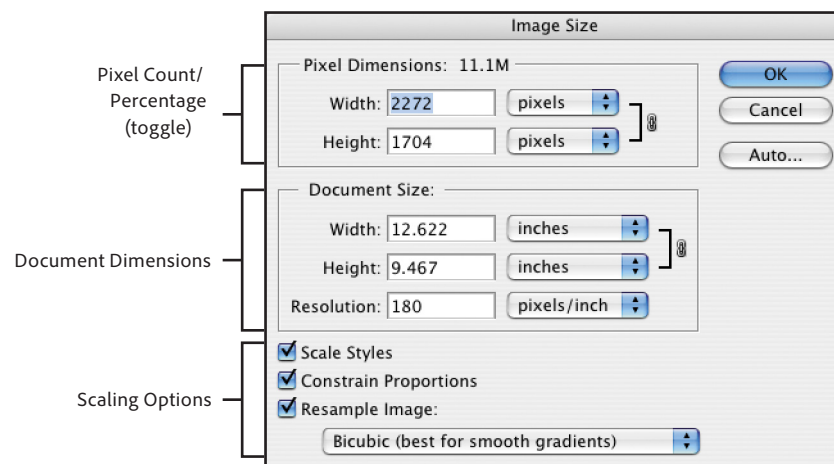 Image Size
Pixel Count/
Percentage
(toggle)
Pixel Dimensions: 11.1M
Width: 2272 pixels
Height: 1704 pixels
OK
Cancel
Auto...
Document Dimensions
Document Size:
Width: 12.622 inches
Height: 9.467 inches
Resolution: 180 pixels/inch
Scaling Options
Scale Styles
Constrain Proportions
Resample Image:
Bicubic (best for smooth gradients)